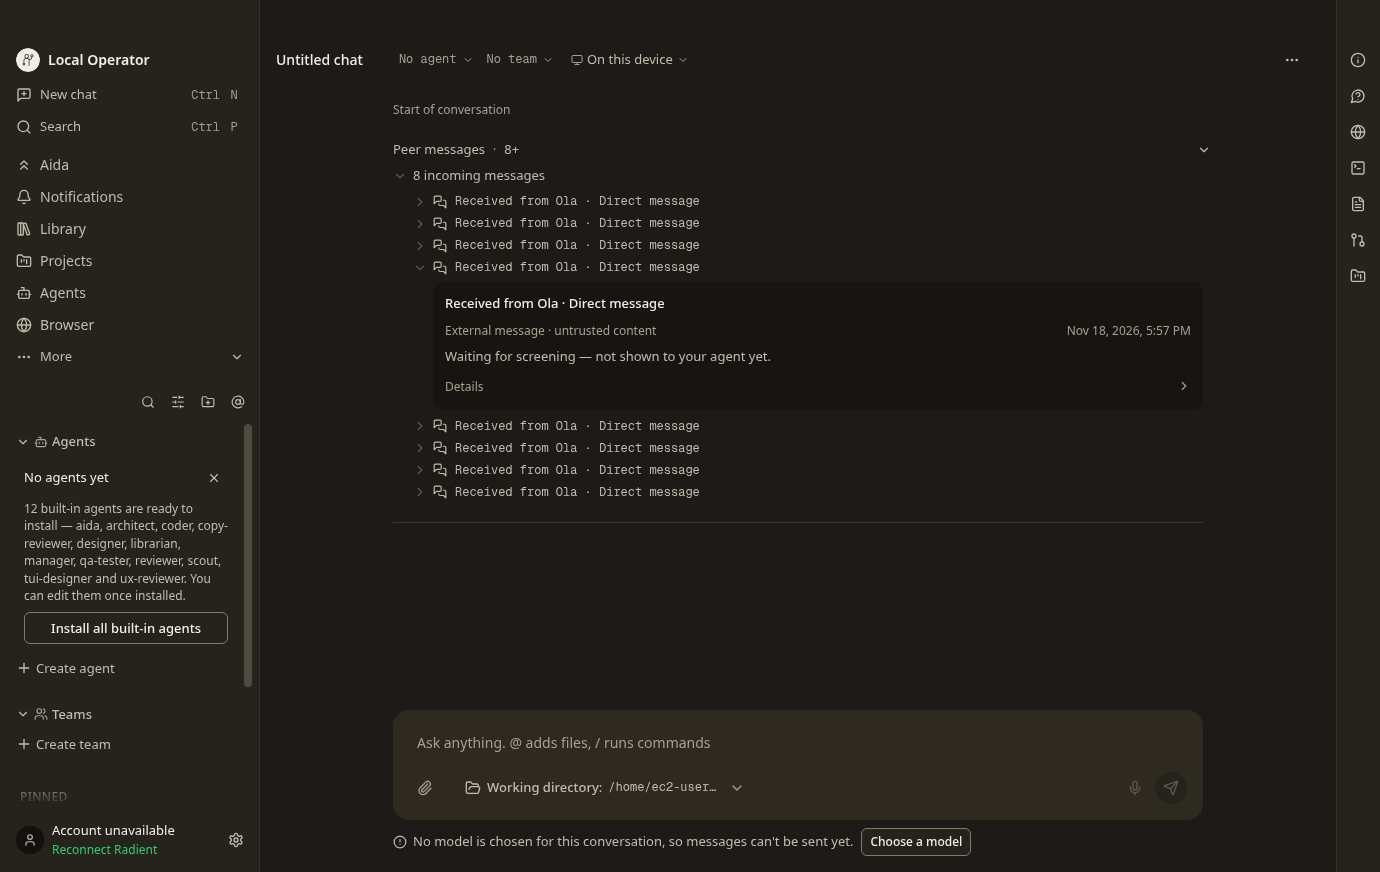 Local Operator
New chat Ctrl N
Search Ctrl P
Aida
Notifications
Library
Projects
Agents
Browser
More
Agents
No agents yet
12 built-in agents are ready to
install — aida, architect, coder, copy-
reviewer, designer, librarian,
manager, qa-tester, reviewer, scout,
tui-designer and ux-reviewer. You
can edit them once installed.
Install all built-in agents
Create agent
Teams
Create team
PINNED
Account unavailable
Reconnect Radient
Untitled chat No agent No team On this device
Start of conversation
Peer messages · 8+
8 incoming messages
Received from Ola · Direct message
Received from Ola · Direct message
Received from Ola · Direct message
Received from Ola · Direct message
Received from Ola · Direct message
External message · untrusted content Nov 18, 2026, 5:57 PM
Waiting for screening — not shown to your agent yet.
Details
Received from Ola · Direct message
Received from Ola · Direct message
Received from Ola · Direct message
Received from Ola · Direct message
Ask anything. @ adds files, / runs commands
Working directory: /home/ec2-user…
No model is chosen for this conversation, so messages can't be sent yet. Choose a model